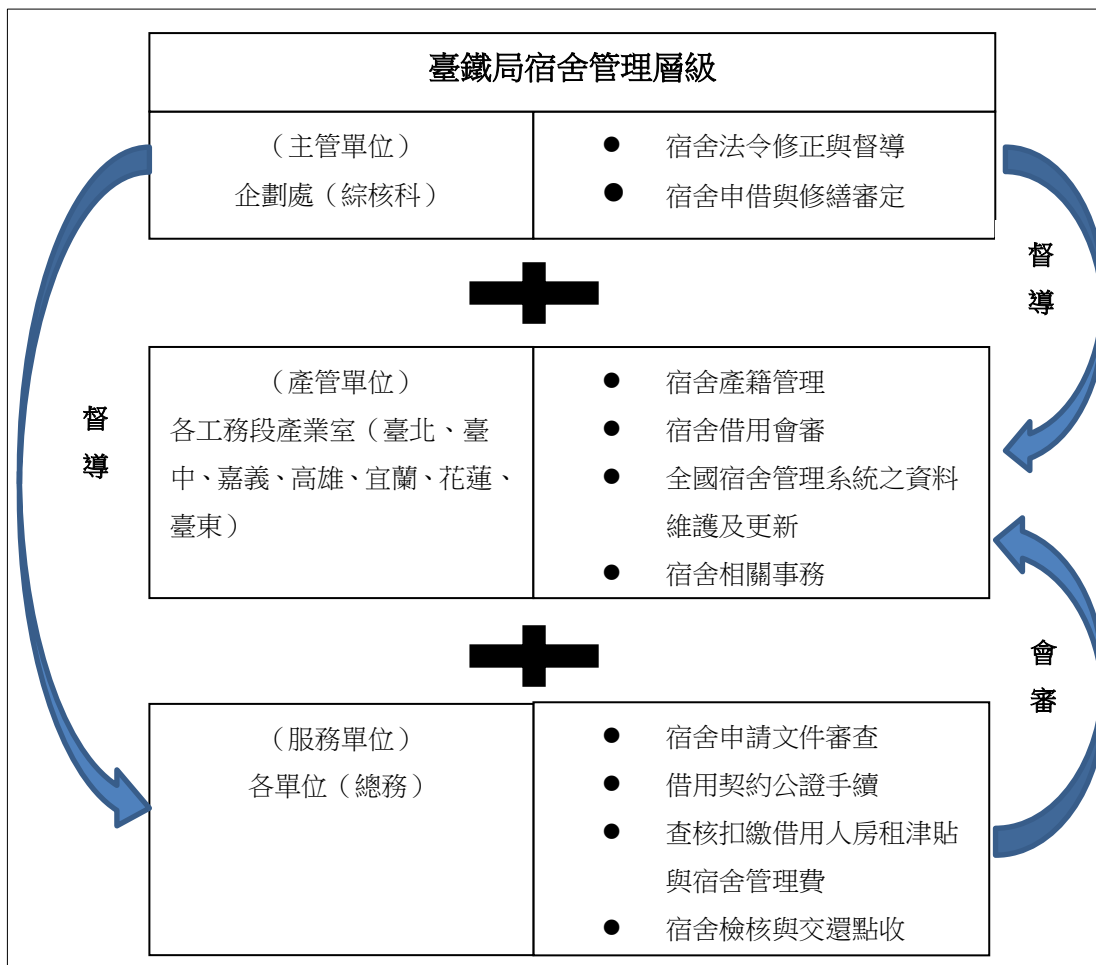 臺鐵局宿舍管理層級
（主管單位）
企劃處（綜核科）
● 宿舍法令修正與督導
● 宿舍申借與修繕審定
督
導
督
導
（產管單位）
各工務段產業室（臺北、臺
中、嘉義、高雄、宜蘭、花蓮、
臺東）
● 宿舍產籍管理
● 宿舍借用會審
● 全國宿舍管理系統之資料
維護及更新
● 宿舍相關事務
會
審
（服務單位）
各單位（總務）
● 宿舍申請文件審查
● 借用契約公證手續
● 查核扣繳借用人房租津貼
與宿舍管理費
● 宿舍檢核與交還點收